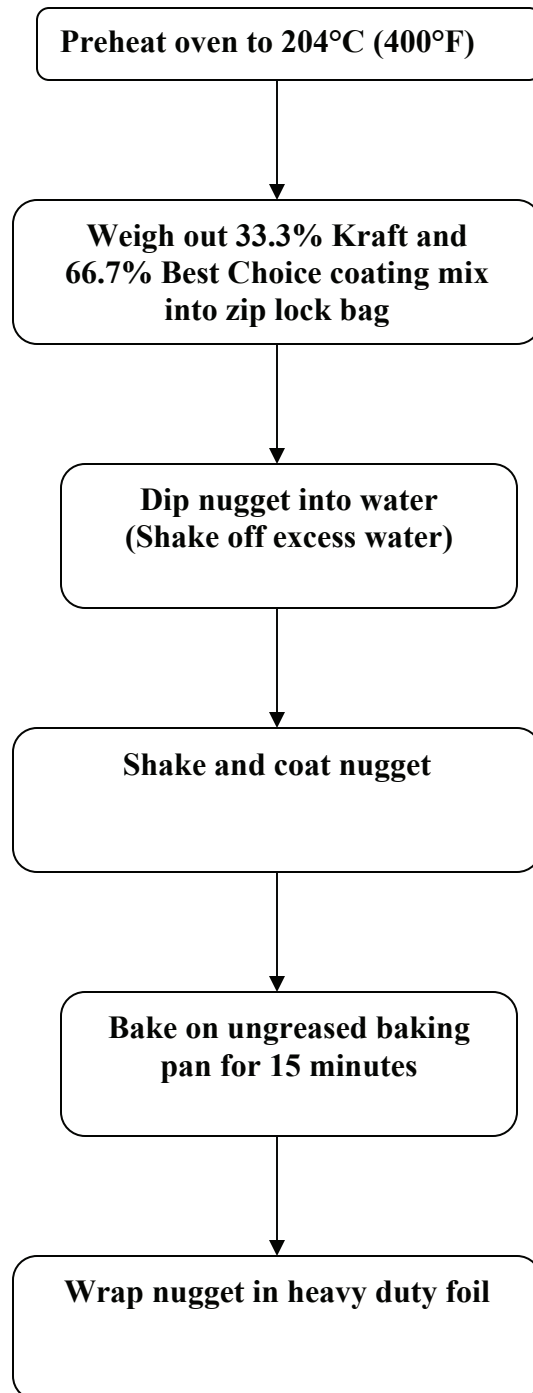 Preheat oven to 204°C (400°F)
Weigh out 33.3% Kraft and
66.7% Best Choice coating mix
into zip lock bag
Dip nugget into water
(Shake off excess water)
Shake and coat nugget
Bake on ungreased baking
pan for 15 minutes
Wrap nugget in heavy duty foil